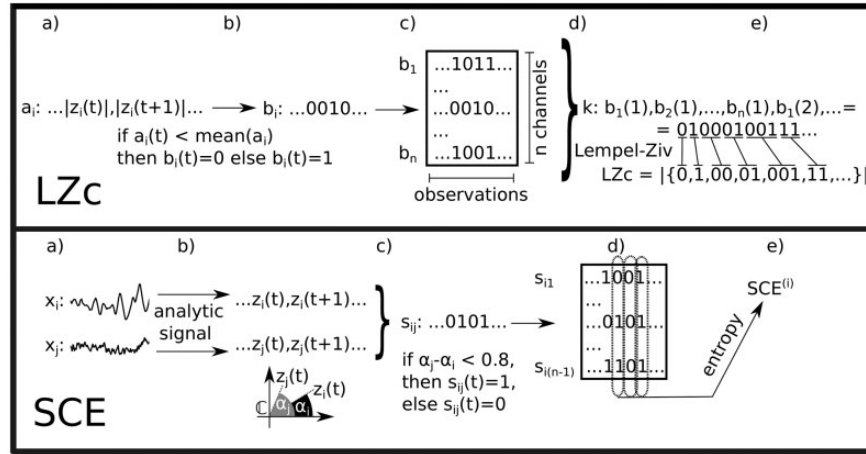 a) b) c) d) e)
b₁ ...1011...
...
aᵢ: ...|zᵢ(t)|,|zᵢ(t+1)|... bᵢ: ...0010... ...0010...
if aᵢ(t) < mean(aᵢ)
then bᵢ(t)=0 else bᵢ(t)=1
...
bₙ ...1001...
n channels
observations
k: b₁(1),b₂(1),...,bₙ(1),b₁(2),...=
= 01000100111...
Lempel-Ziv
LZc = |{0,1,00,01,001,11,...}|
LZc
a) b) c) d) e)
xᵢ: analytic signal ...zᵢ(t),zᵢ(t+1)...
xⱼ: ...zⱼ(t),zⱼ(t+1)...
ℂ zⱼ(t) zᵢ(t)
αⱼ αᵢ
sᵢⱼ: ...0101...
if αⱼ-αᵢ < 0.8,
then sᵢⱼ(t)=1,
else sᵢⱼ(t)=0
sᵢ₁ ...1001...
...
...0101...
...
sᵢ₍ₙ₋₁₎ ...1101...
entropy
SCE⁽ⁱ⁾
SCE